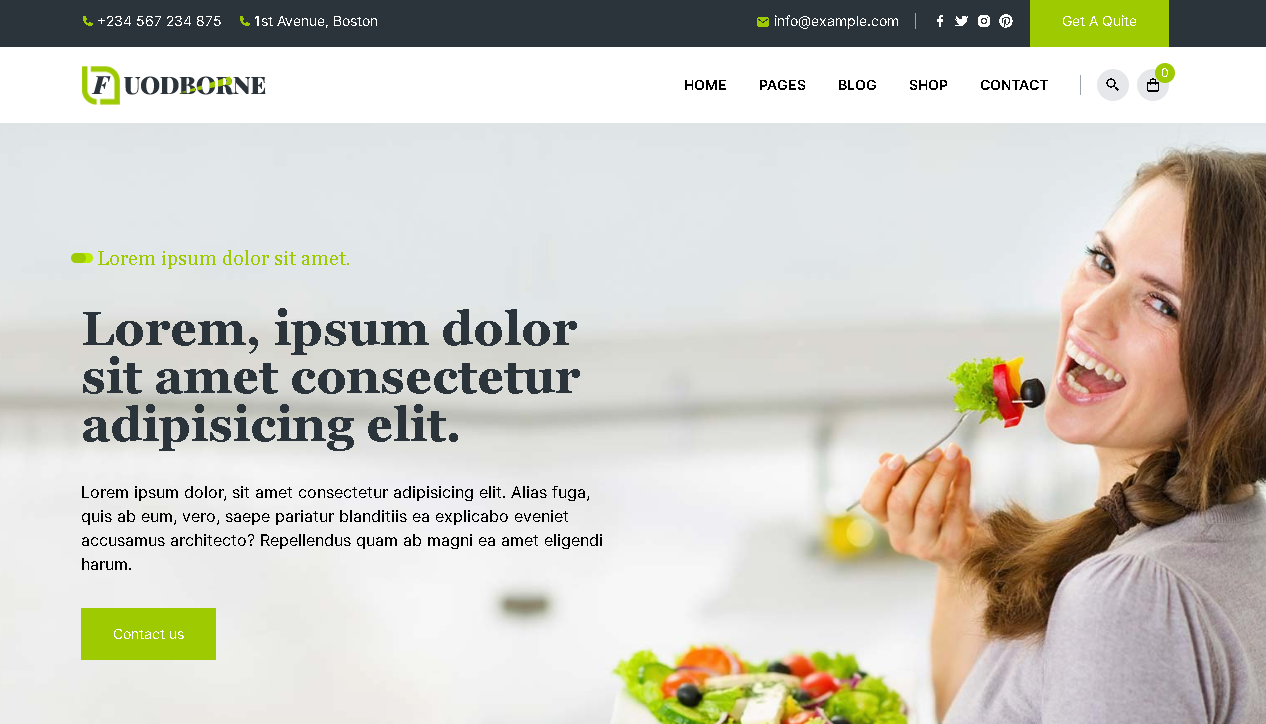 +234 567 234 875 1st Avenue, Boston info@example.com Get A Quite
FUODBORNE HOME PAGES BLOG SHOP CONTACT 0
Lorem ipsum dolor sit amet.
Lorem, ipsum dolor
sit amet consectetur
adipisicing elit.
Lorem ipsum dolor, sit amet consectetur adipisicing elit. Alias fuga,
quis ab eum, vero, saepe pariatur blanditiis ea explicabo eveniet
accusamus architecto? Repellendus quam ab magni ea amet eligendi
harum.
Contact us